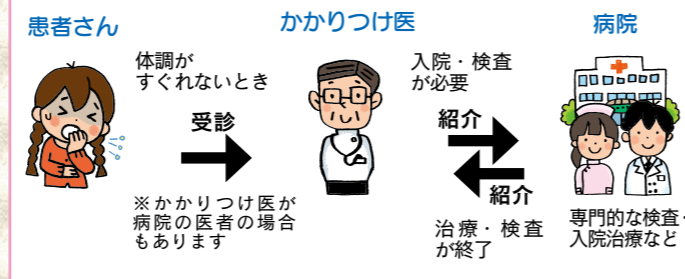 患者さん
かかりつけ医
病院
体調が
すぐれないとき
受診
※かかりつけ医が
病院の医者の場合
もあります
入院・検査
が必要
紹介
紹介
治療・検査
が終了
専門的な検査・
入院治療など